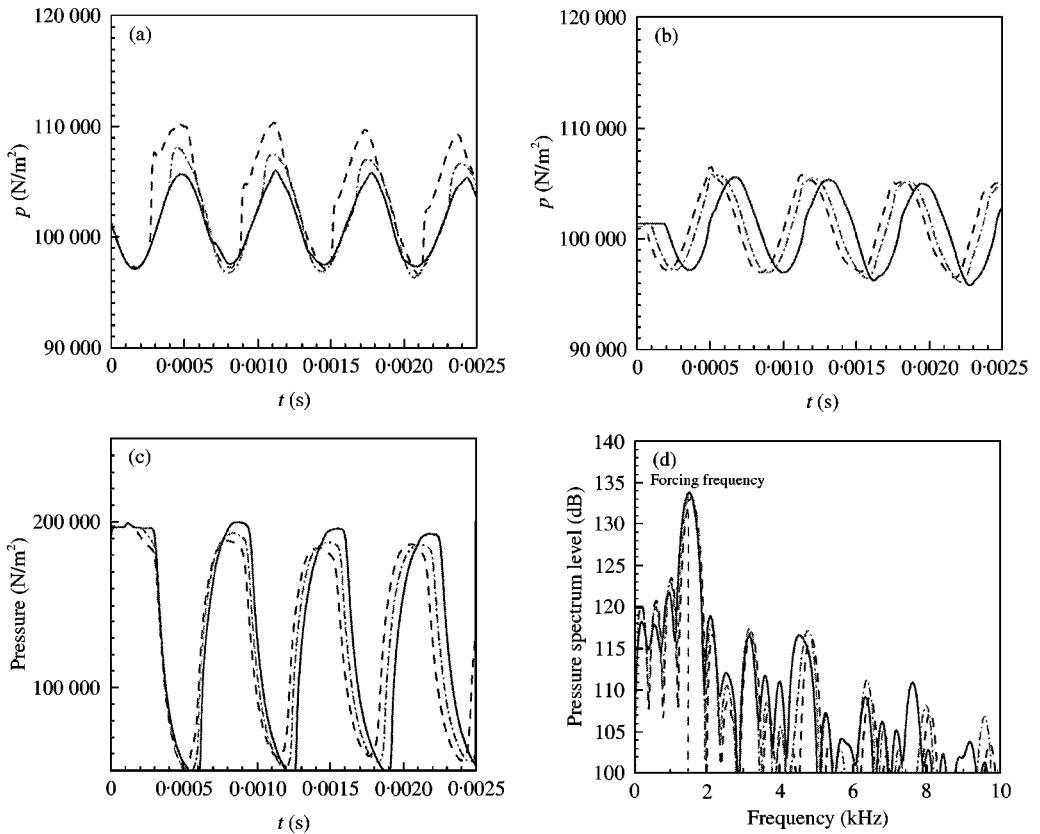 (a)
120 000
110 000
100 000
90 000
p (N/m²)
0 0·0005 0·0010 0·0015 0·0020 0·0025
t (s)
(b)
120 000
110 000
100 000
90 000
p (N/m²)
0 0·0005 0·0010 0·0015 0·0020 0·0025
t (s)
(c)
200 000
100 000
Pressure (N/m²)
0·0000 0·0005 0·0010 0·0015 0·0020 0·0025
t (s)
(d)
Forcing frequency
140
135
130
125
120
115
110
105
100
Pressure spectrum level (dB)
0 2 4 6 8 10
Frequency (kHz)